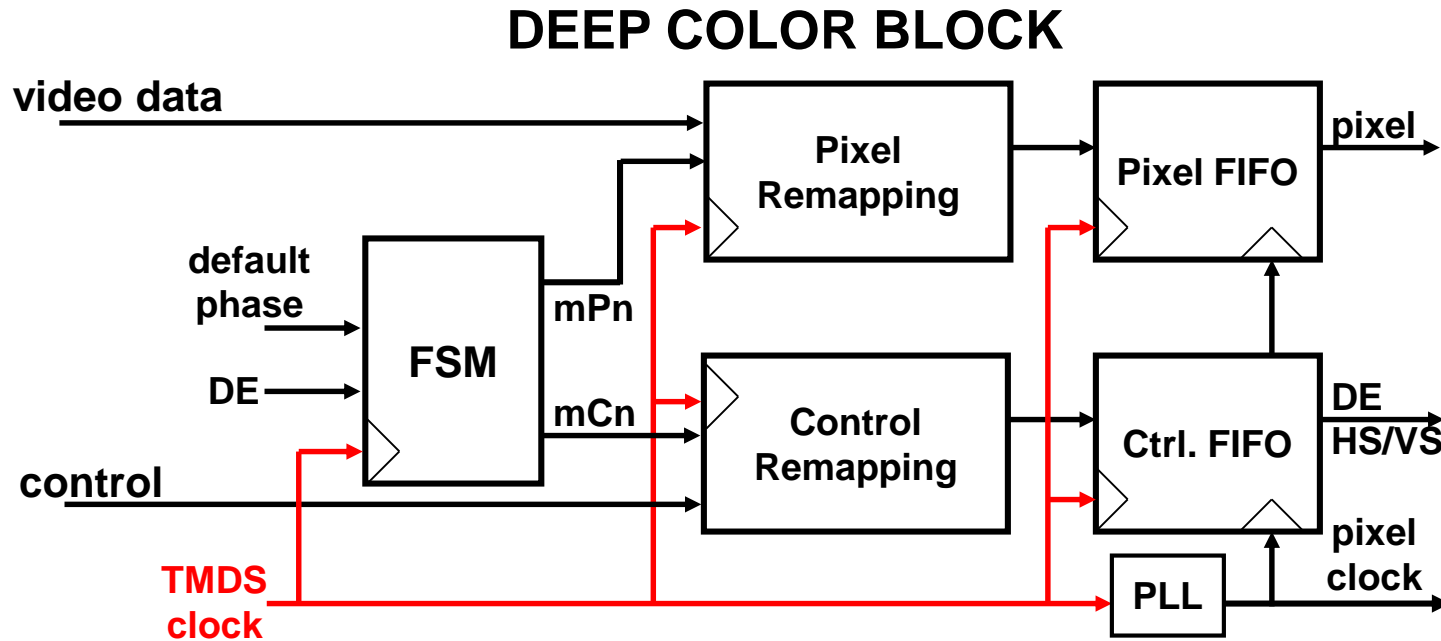 DEEP COLOR BLOCK
video data
Pixel
Remapping
Pixel FIFO
pixel
default
phase
DE
FSM
mPn
mCn
control
Control
Remapping
Ctrl. FIFO
DE
HS/VS
TMDS
clock
PLL
pixel
clock